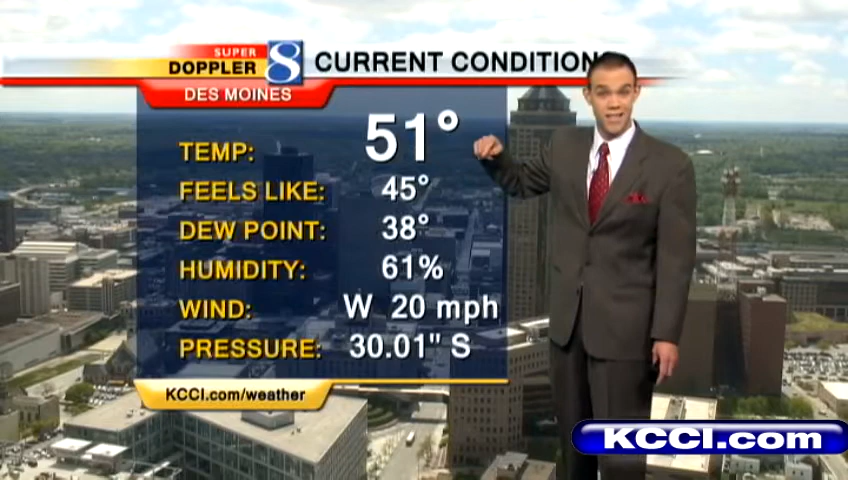 SUPER
DOPPLER 8
CURRENT CONDITION
DES MOINES
TEMP: 51°
FEELS LIKE: 45°
DEW POINT: 38°
HUMIDITY: 61%
WIND: W 20 mph
PRESSURE: 30.01" S
KCCI.com/weather
KCCI.com